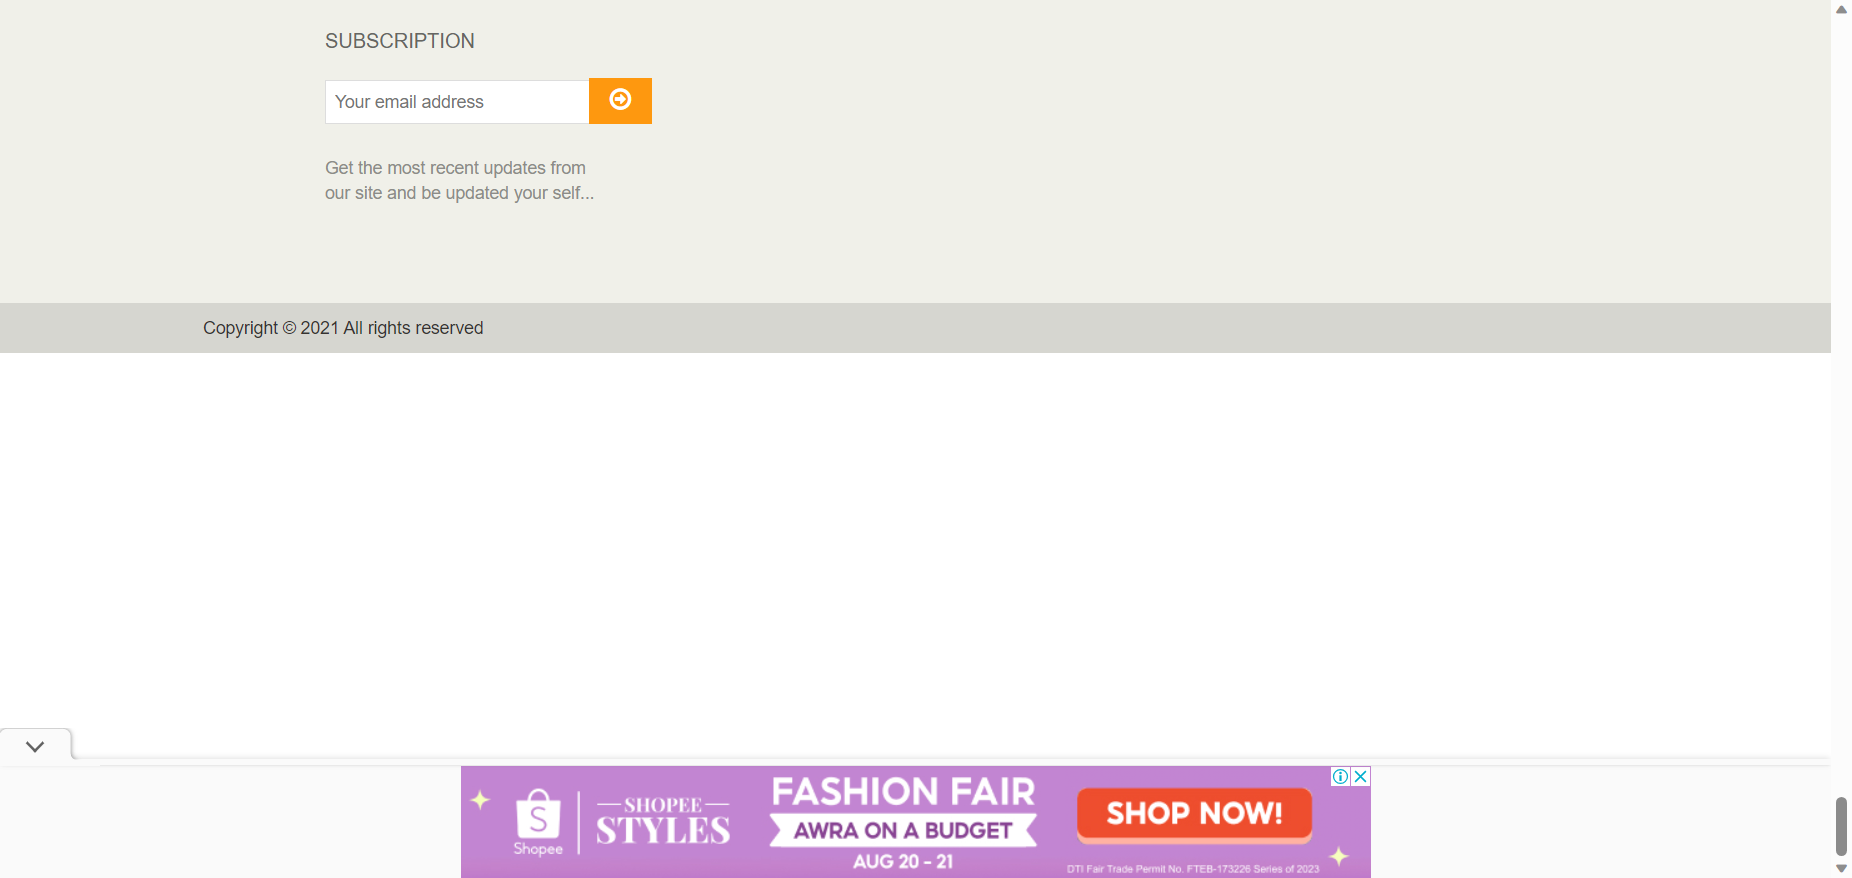 SUBSCRIPTION
Your email address
Get the most recent updates from
our site and be updated your self...
Copyright © 2021 All rights reserved
S
Shopee
SHOPEE
STYLES
FASHION FAIR
AWRA ON A BUDGET
AUG 20 - 21
SHOP NOW!
DTI Fair Trade Permit No. FTEB-173226 Series of 2023